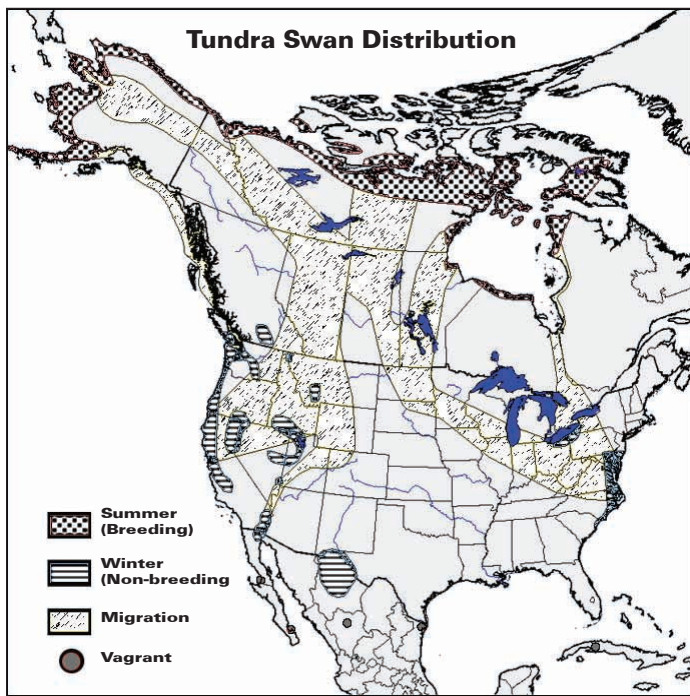 Tundra Swan Distribution
Summer
(Breeding)
Winter
(Non-breeding
Migration
Vagrant